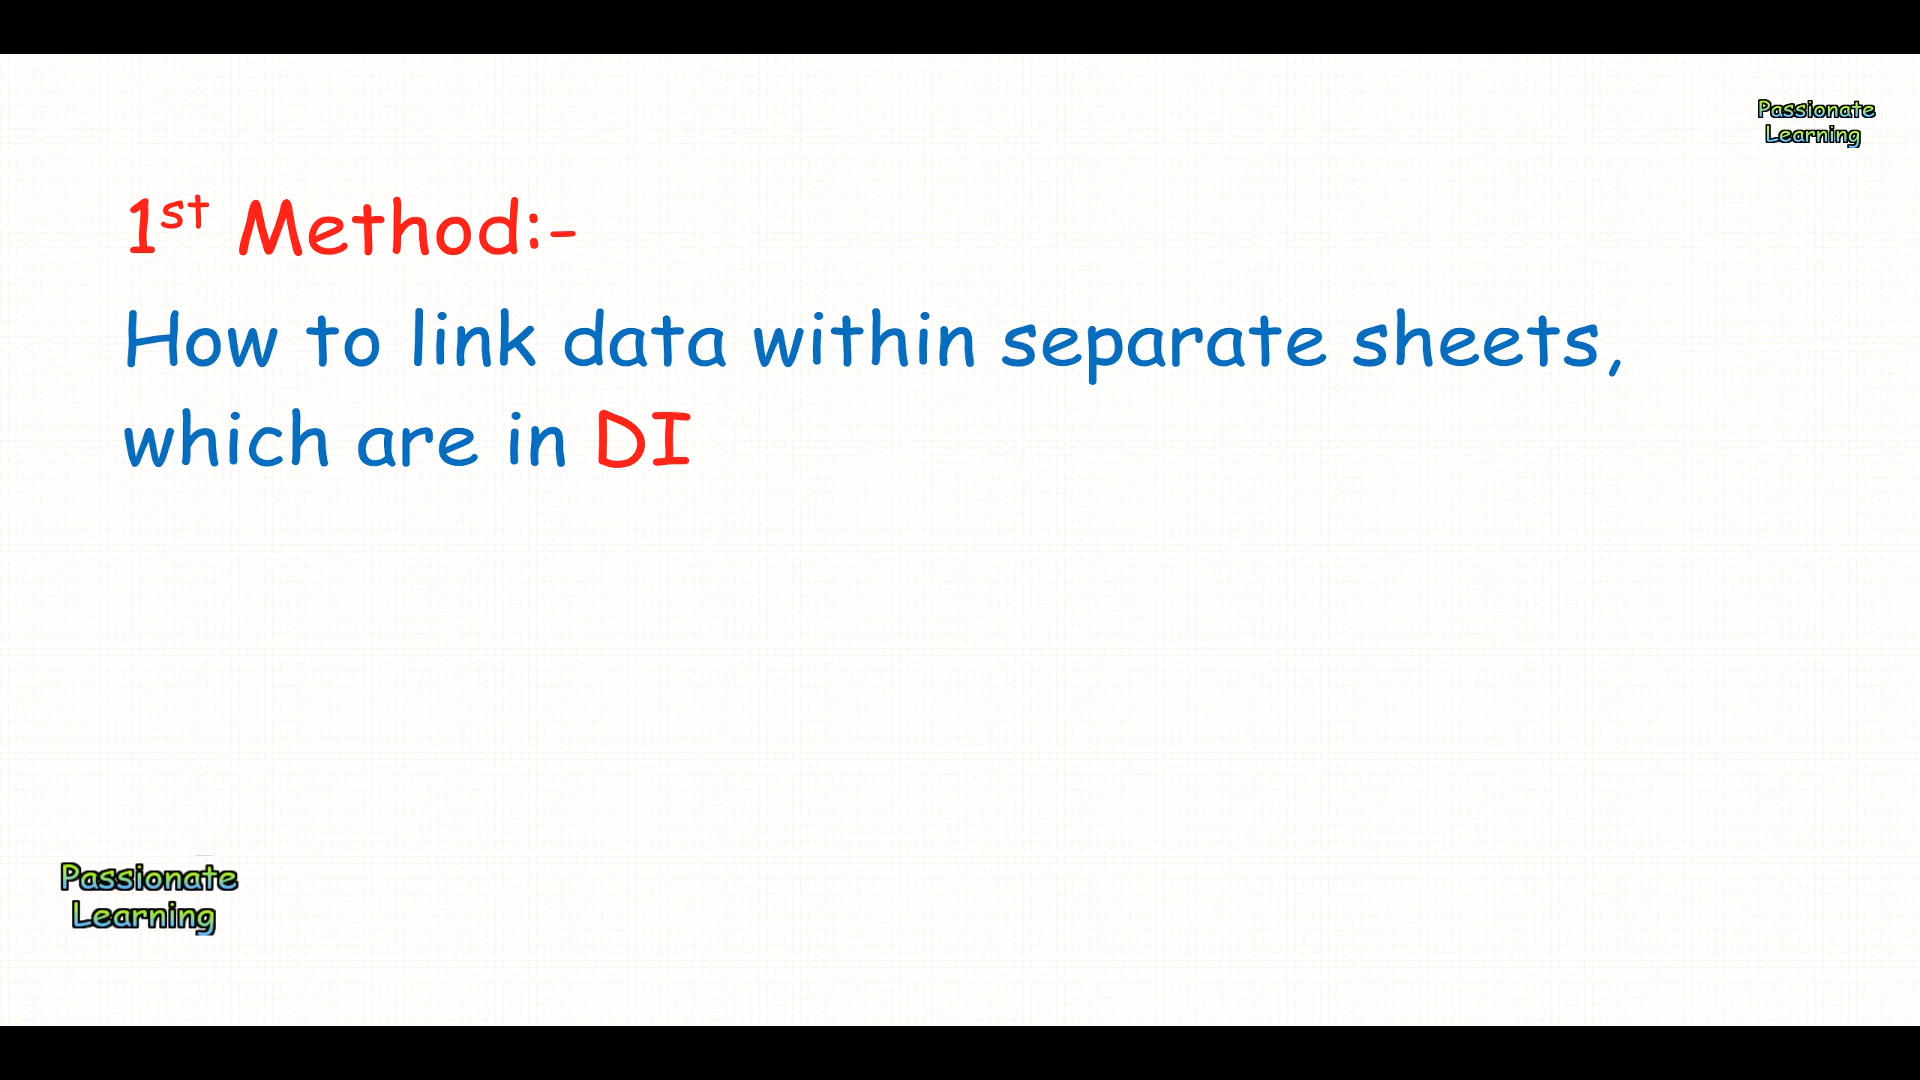 Passionate
Learning
1st Method:-
How to link data within separate sheets,
which are in DI
Passionate
Learning